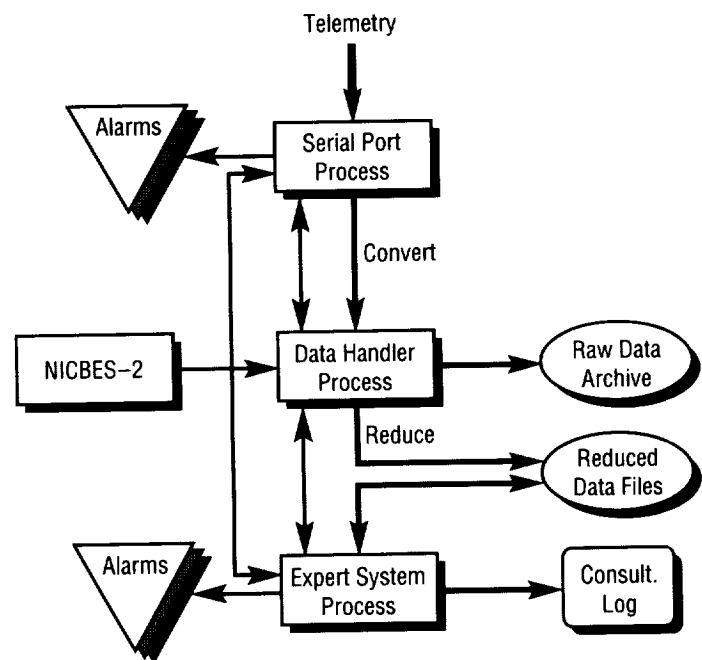 Telemetry
Alarms
Serial Port
Process
Convert
NICBES-2
Data Handler
Process
Raw Data
Archive
Reduce
Reduced
Data Files
Alarms
Expert System
Process
Consult.
Log